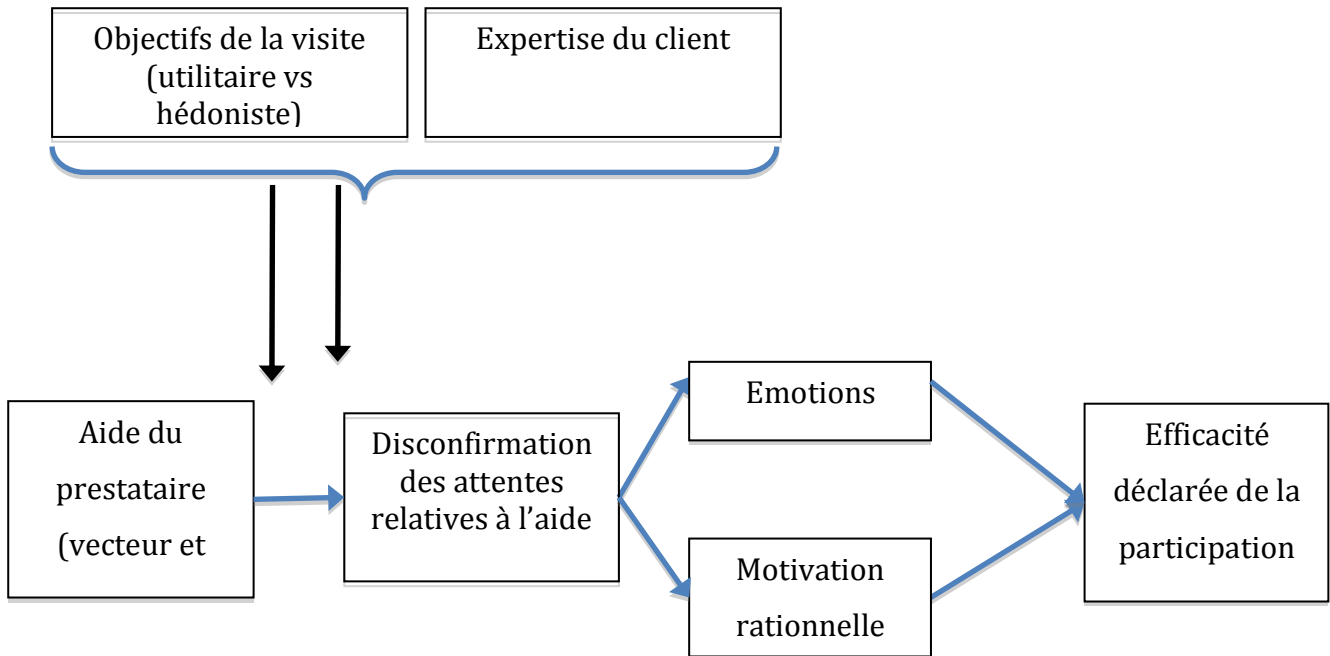 Objectifs de la visite
(utilitaire vs
hédoniste)
Expertise du client
Aide du
prestataire
(vecteur et
Disconfirmation
des attentes
relatives à l’aide
Emotions
Motivation
rationnelle
Efficacité
déclarée de la
participation